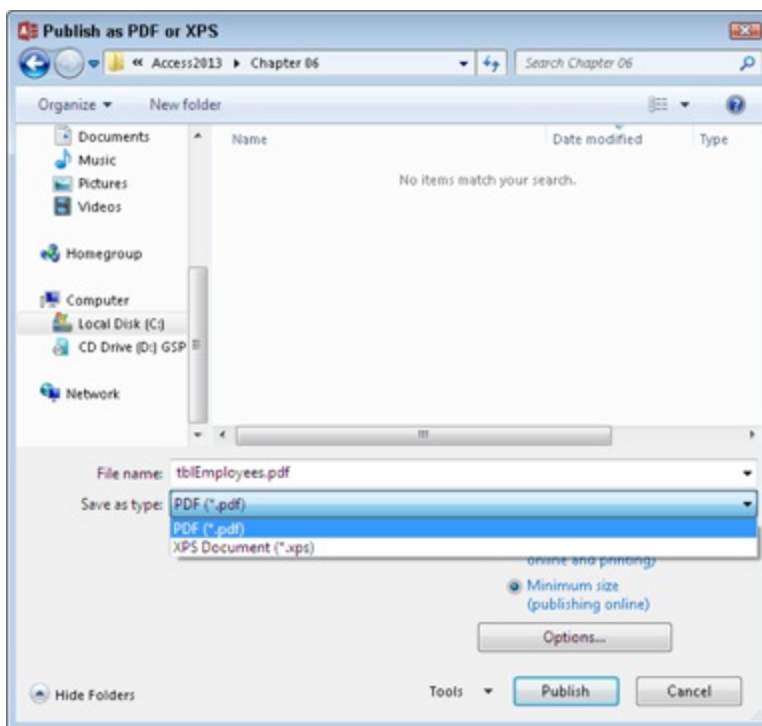 Publish as PDF or XPS
« Access2013 ▸ Chapter 06
Search Chapter 06
Organize ▾ New folder
Name Date modified Type
No items match your search.
Documents
Music
Pictures
Videos
Homegroup
Computer
Local Disk (C:)
CD Drive (D:) GSP
Network
File name: tblEmployees.pdf
Save as type: PDF (*.pdf)
PDF (*.pdf)
XPS Document (*.xps)
online and printing)
Minimum size
(publishing online)
Options...
Hide Folders
Tools ▾ Publish Cancel